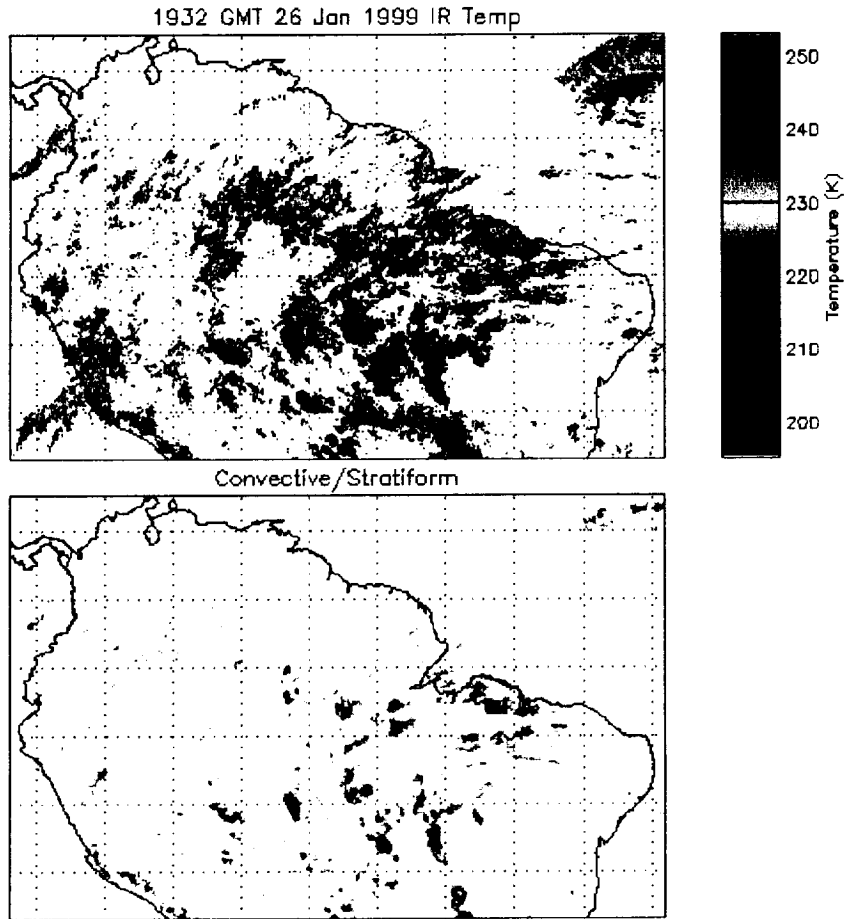 1932 GMT 26 Jan 1999 IR Temp
250
240
230
220
210
200
Temperature (K)
Convective/Stratiform